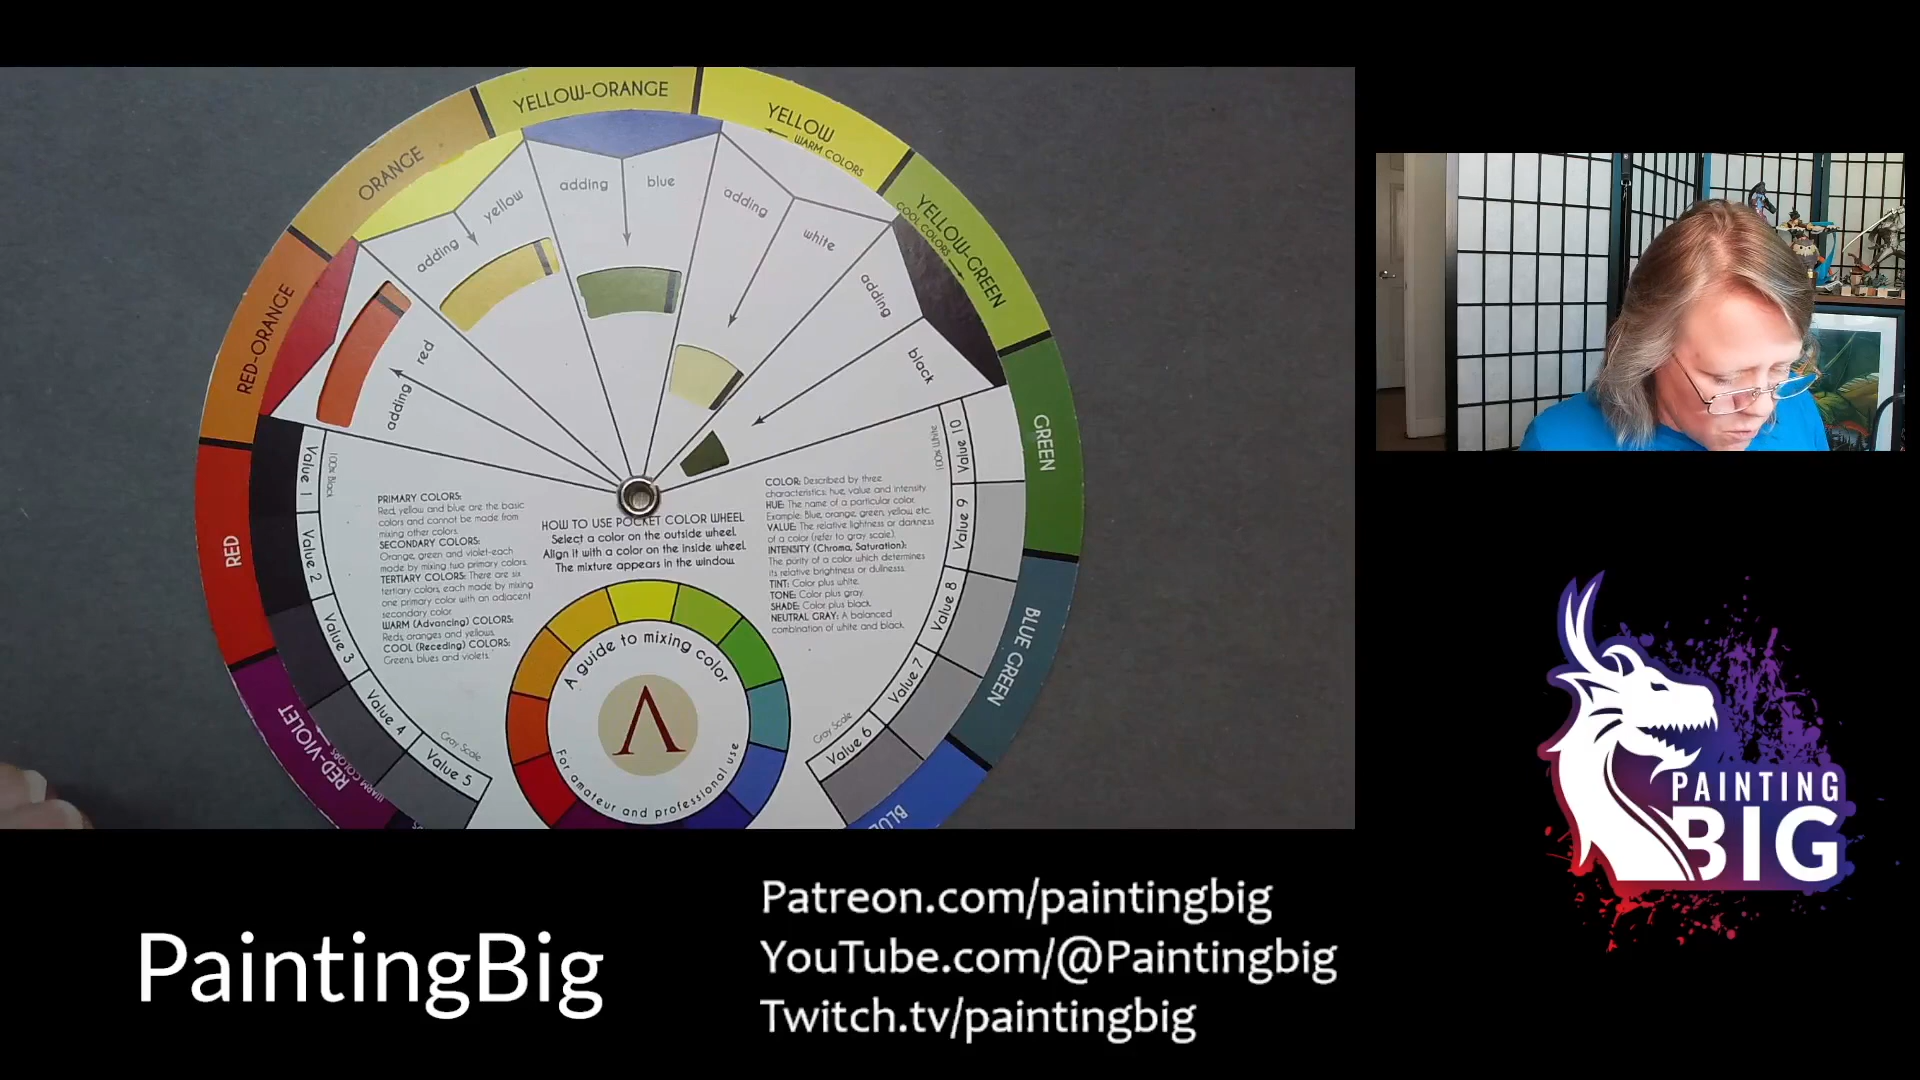 YELLOW-ORANGE
YELLOW
WARM COLORS
ORANGE
YELLOW-GREEN
COOL COLORS
RED-ORANGE
GREEN
RED
BLUE GREEN
RED-VIOLET
WARM COLORS
adding yellow
adding blue
adding white
adding black
adding red
100% Black
Value 1
Value 2
Value 3
Value 4
Value 5
Gray Scale
Value 10
Value 9
Value 8
Value 7
Value 6
Gray Scale
PRIMARY COLORS:
Red, yellow and blue are the basic
colors and cannot be made from
mixing other colors.
SECONDARY COLORS:
Orange, green and violet-each
made by mixing two primary colors.
TERTIARY COLORS: There are six
tertiary colors, each made by mixing
one primary color with an adjacent
secondary color.
WARM (Advancing) COLORS:
Reds, oranges and yellows.
COOL (Receding) COLORS:
Greens, blues and violets.
HOW TO USE POCKET COLOR WHEEL
Select a color on the outside wheel.
Align it with a color on the inside wheel.
The mixture appears in the window.
COLOR: Described by three
characteristics: hue, value and intensity.
HUE: The name of a particular color.
Example: Blue, orange, green, yellow, etc.
VALUE: The relative lightness or darkness
of a color (refer to gray scale).
INTENSITY (Chroma, Saturation):
The purity of a color which determines
its relative brightness or dullness.
TINT: Color plus white.
TONE: Color plus gray.
SHADE: Color plus black.
NEUTRAL GRAY: A balanced
combination of white and black.
A guide to mixing color
For amateur and professional use
PAINTING
BIG
PaintingBig
Patreon.com/paintingbig
YouTube.com/@Paintingbig
Twitch.tv/paintingbig